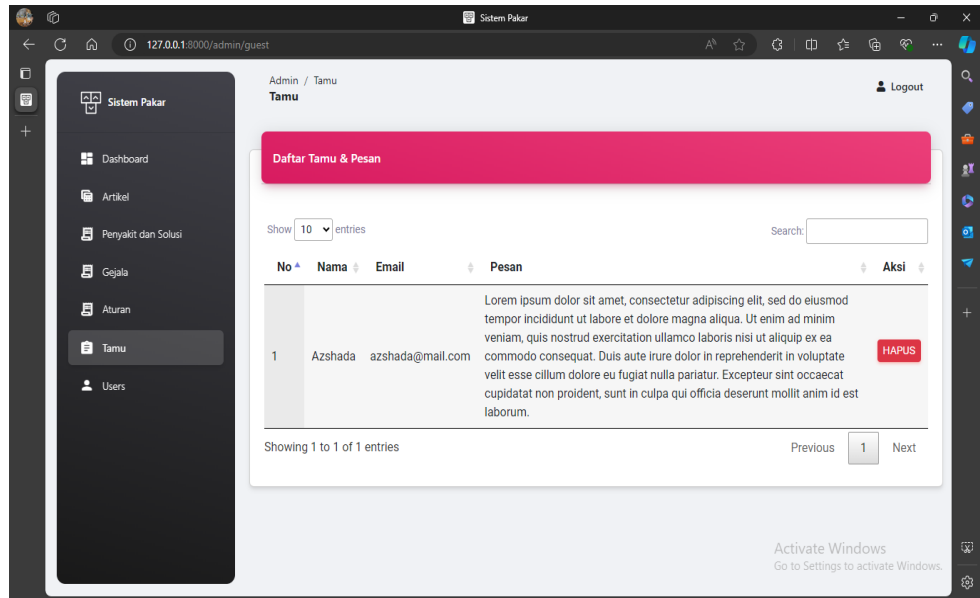 Sistem Pakar
127.0.0.1:8000/admin/guest
Sistem Pakar
Dashboard
Artikel
Penyakit dan Solusi
Gejala
Aturan
Tamu
Users
Admin / Tamu
Tamu
Logout
Daftar Tamu & Pesan
Show 10 entries
Search:
No Nama Email Pesan Aksi
1 Azshada azshada@mail.com
Lorem ipsum dolor sit amet, consectetur adipiscing elit, sed do eiusmod
tempor incididunt ut labore et dolore magna aliqua. Ut enim ad minim
veniam, quis nostrud exercitation ullamco laboris nisi ut aliquip ex ea
commodo consequat. Duis aute irure dolor in reprehenderit in voluptate
velit esse cillum dolore eu fugiat nulla pariatur. Excepteur sint occaecat
cupidatat non proident, sunt in culpa qui officia deserunt mollit anim id est
laborum.
HAPUS
Showing 1 to 1 of 1 entries
Previous 1 Next
Activate Windows
Go to Settings to activate Windows.